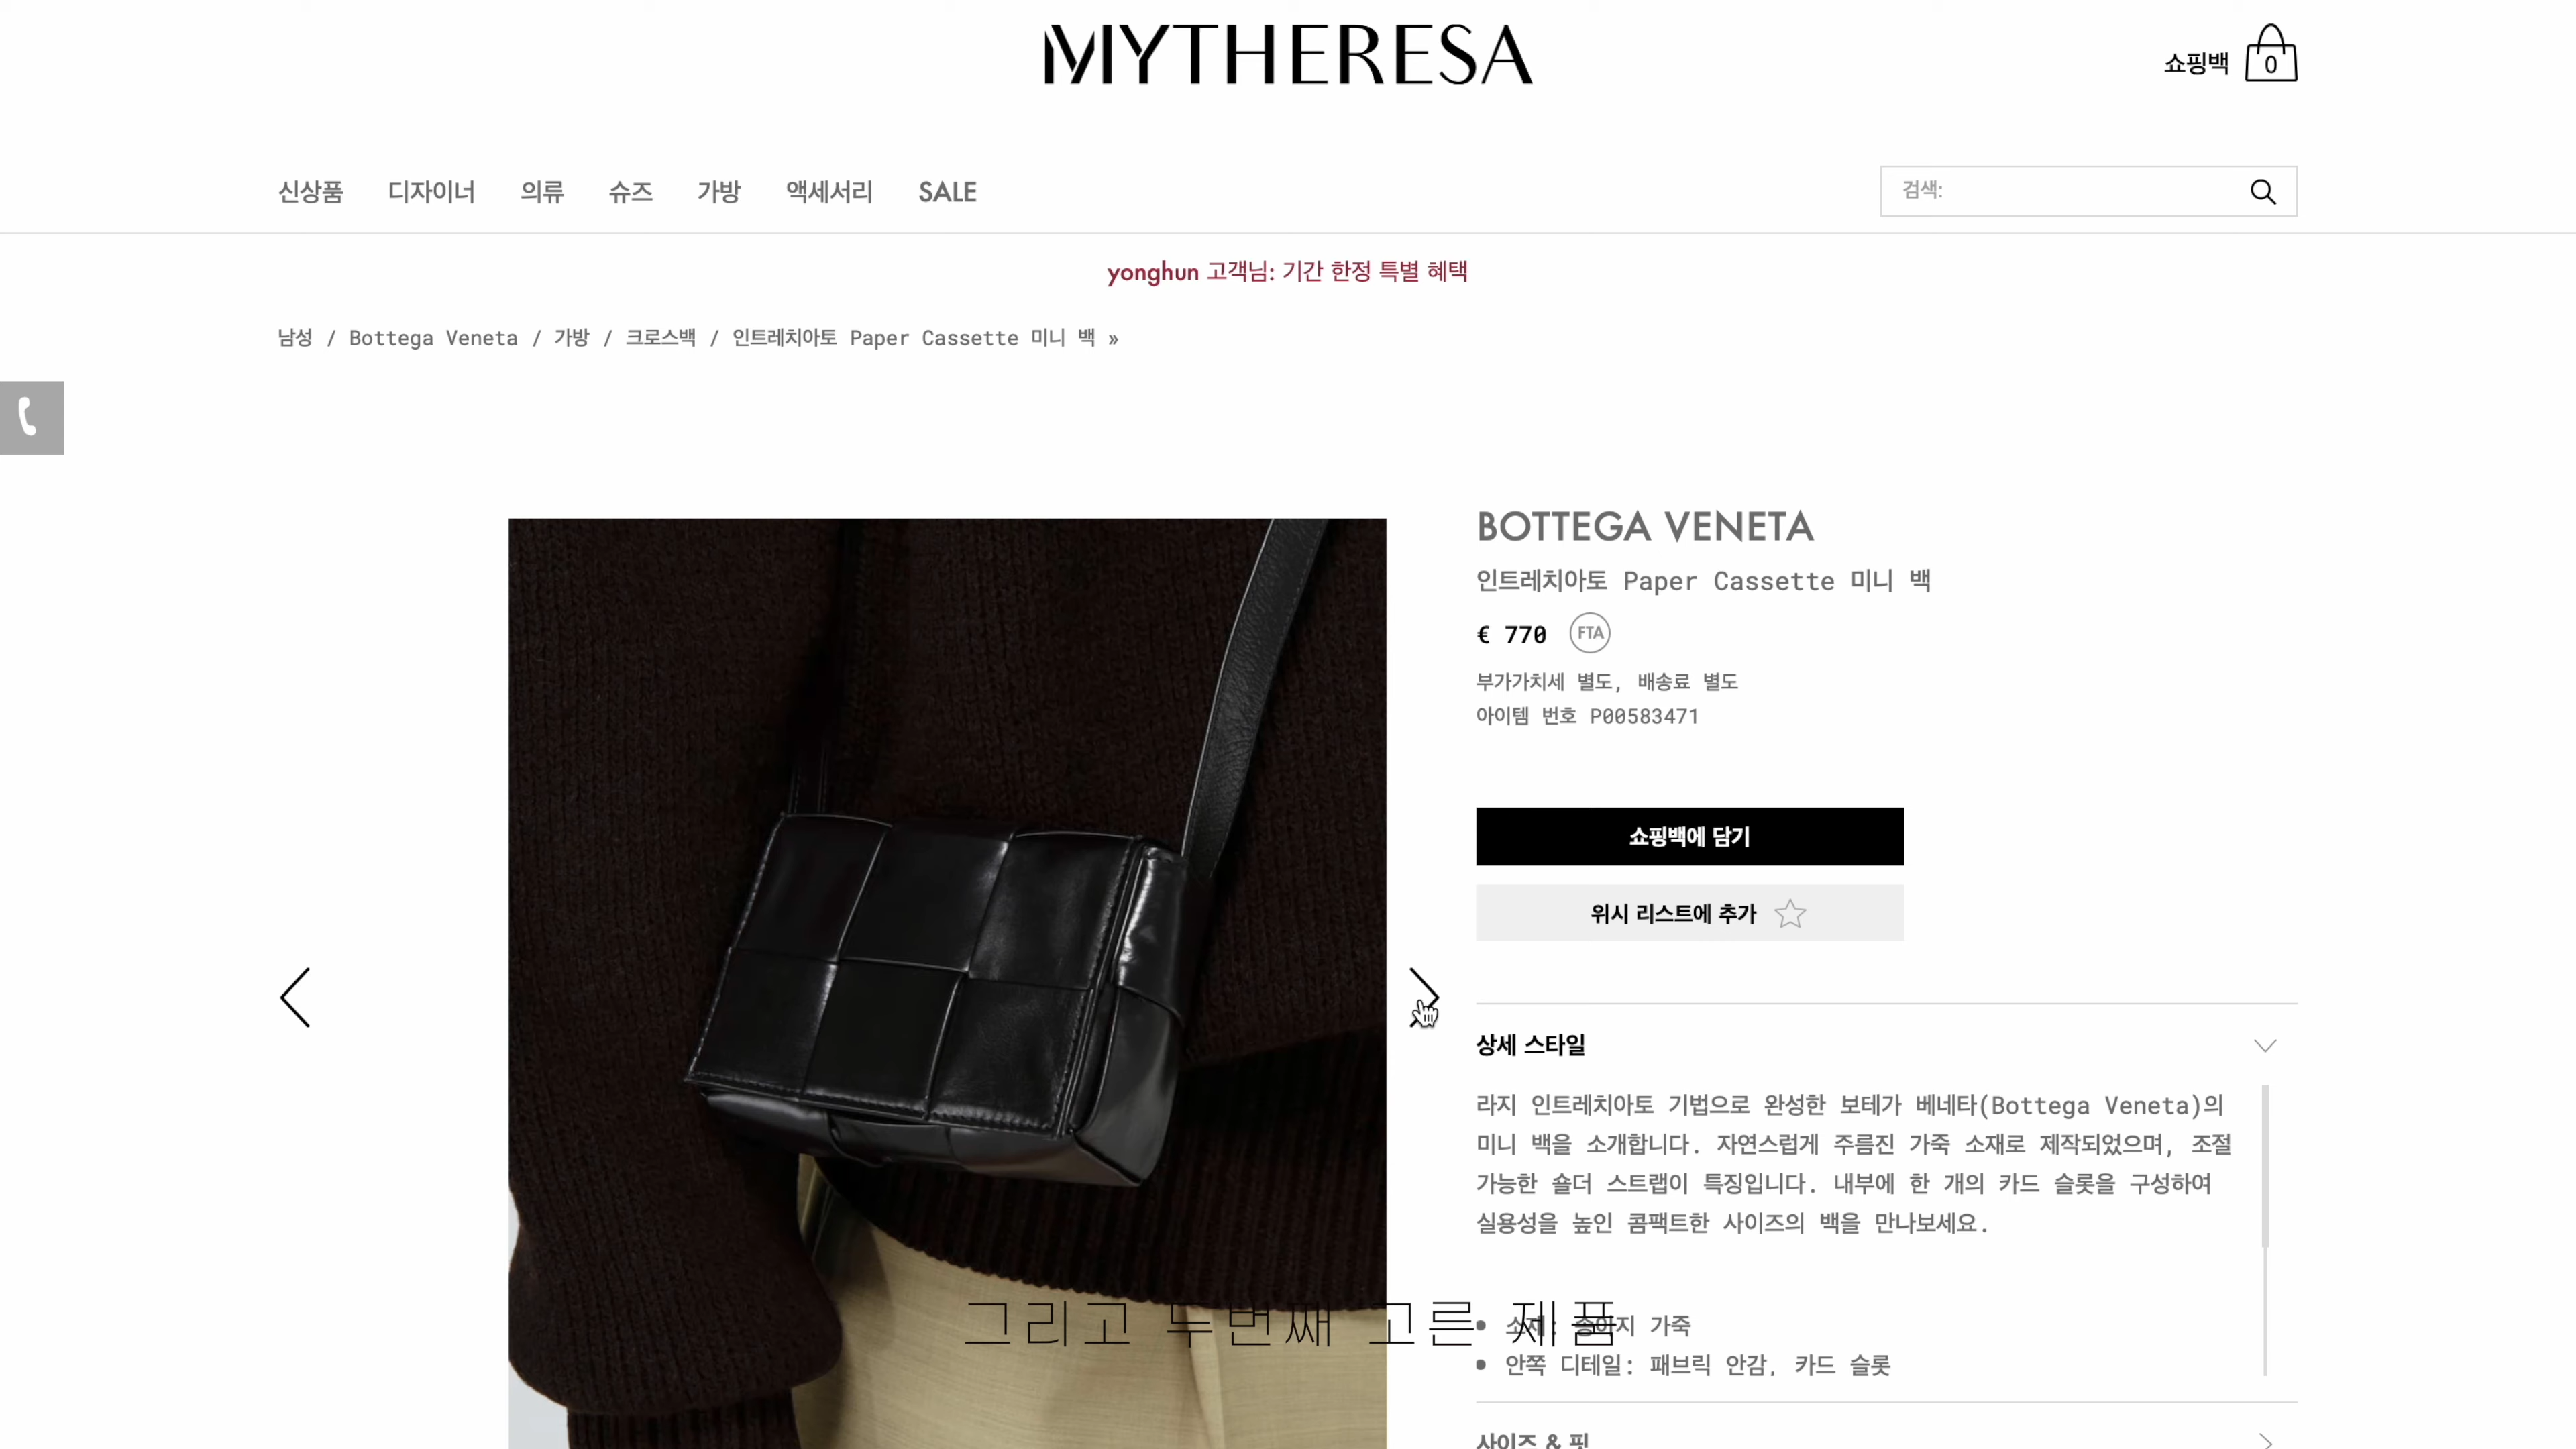 MYTHERESA
쇼핑백 0
신상품 디자이너 의류 슈즈 가방 액세서리 SALE
검색:
yonghun 고객님: 기간 한정 특별 혜택
남성 / Bottega Veneta / 가방 / 크로스백 / 인트레치아토 Paper Cassette 미니 백 »
BOTTEGA VENETA
인트레치아토 Paper Cassette 미니 백
€ 770 FTA
부가가치세 별도, 배송료 별도
아이템 번호 P00583471
쇼핑백에 담기
위시 리스트에 추가
상세 스타일
라지 인트레치아토 기법으로 완성한 보테가 베네타(Bottega Veneta)의
미니 백을 소개합니다. 자연스럽게 주름진 가죽 소재로 제작되었으며, 조절
가능한 숄더 스트랩이 특징입니다. 내부에 한 개의 카드 슬롯을 구성하여
실용성을 높인 콤팩트한 사이즈의 백을 만나보세요.
그리고 두번째 고른 제품
• 소재: 송아지 가죽
• 안쪽 디테일: 패브릭 안감, 카드 슬롯
사이즈 & 핏